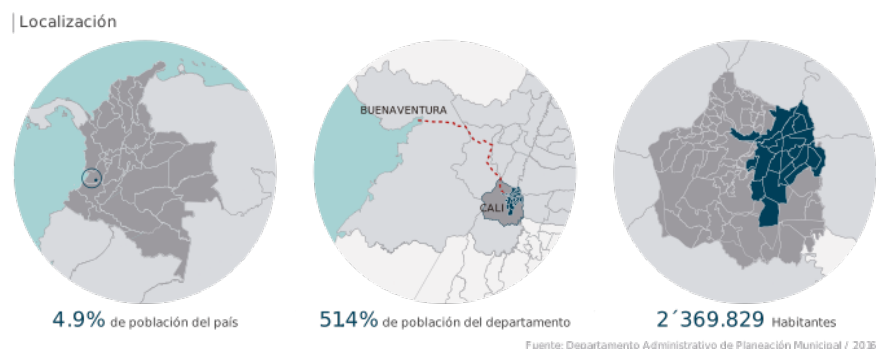 Localización
BUENAVENTURA
CALI
4.9% de población del país
514% de población del departamento
2´369.829 Habitantes
Fuente: Departamento Administrativo de Planeación Municipal / 2016